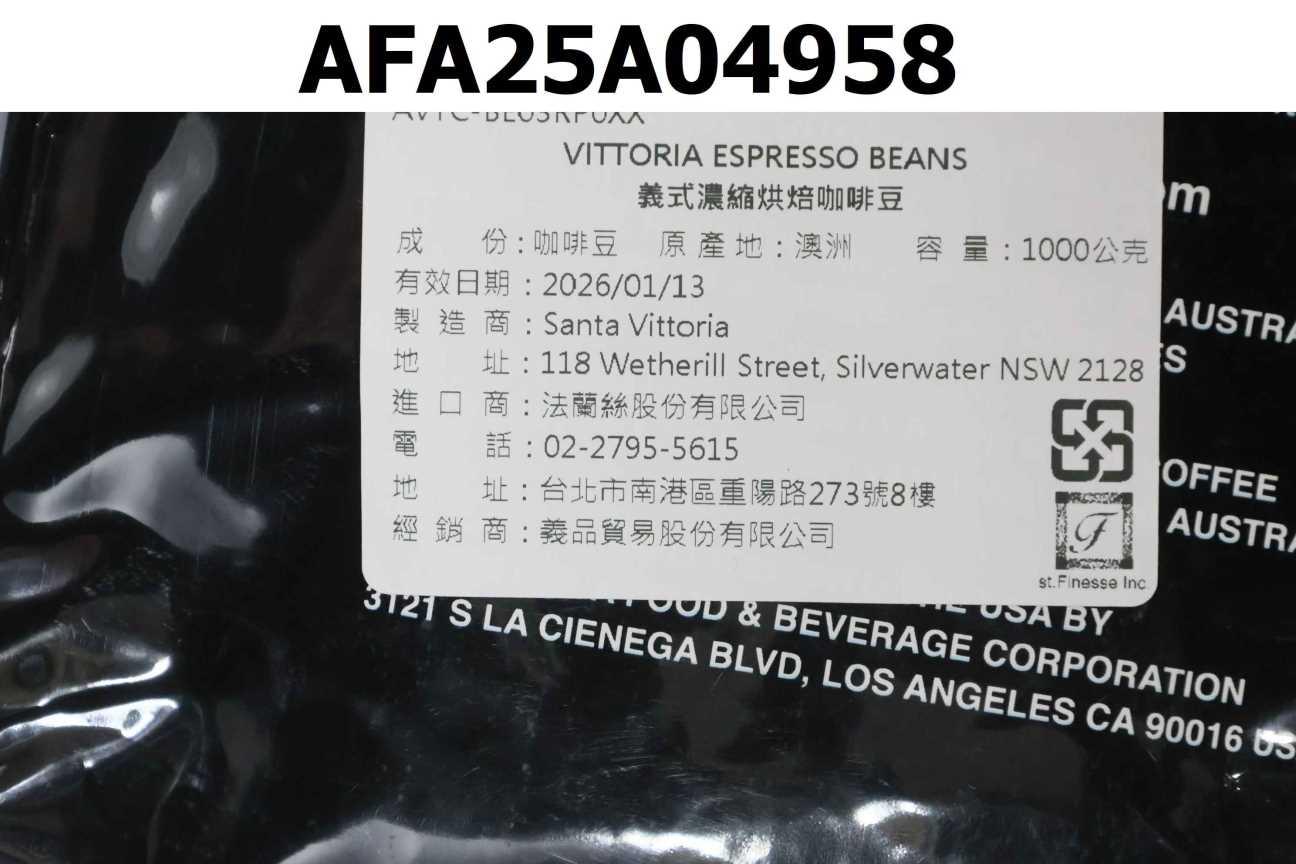 AFA25A04958
VITTORIA ESPRESSO BEANS
義式濃縮烘焙咖啡豆
成 份：咖啡豆 原產地：澳洲 容量：1000公克
有效日期：2026/01/13
製造商：Santa Vittoria
地 址：118 Wetherill Street, Silverwater NSW 2128
進口商：法蘭絲股份有限公司
電 話：02-2795-5615
地 址：台北市南港區重陽路273號8樓
經銷商：義品貿易股份有限公司
F
st.Finesse Inc
om
AUSTRA
ES
OFFEE
AUSTRA
USA BY
FOOD & BEVERAGE CORPORATION
3121 S LA CIENEGA BLVD, LOS ANGELES CA 90016 US